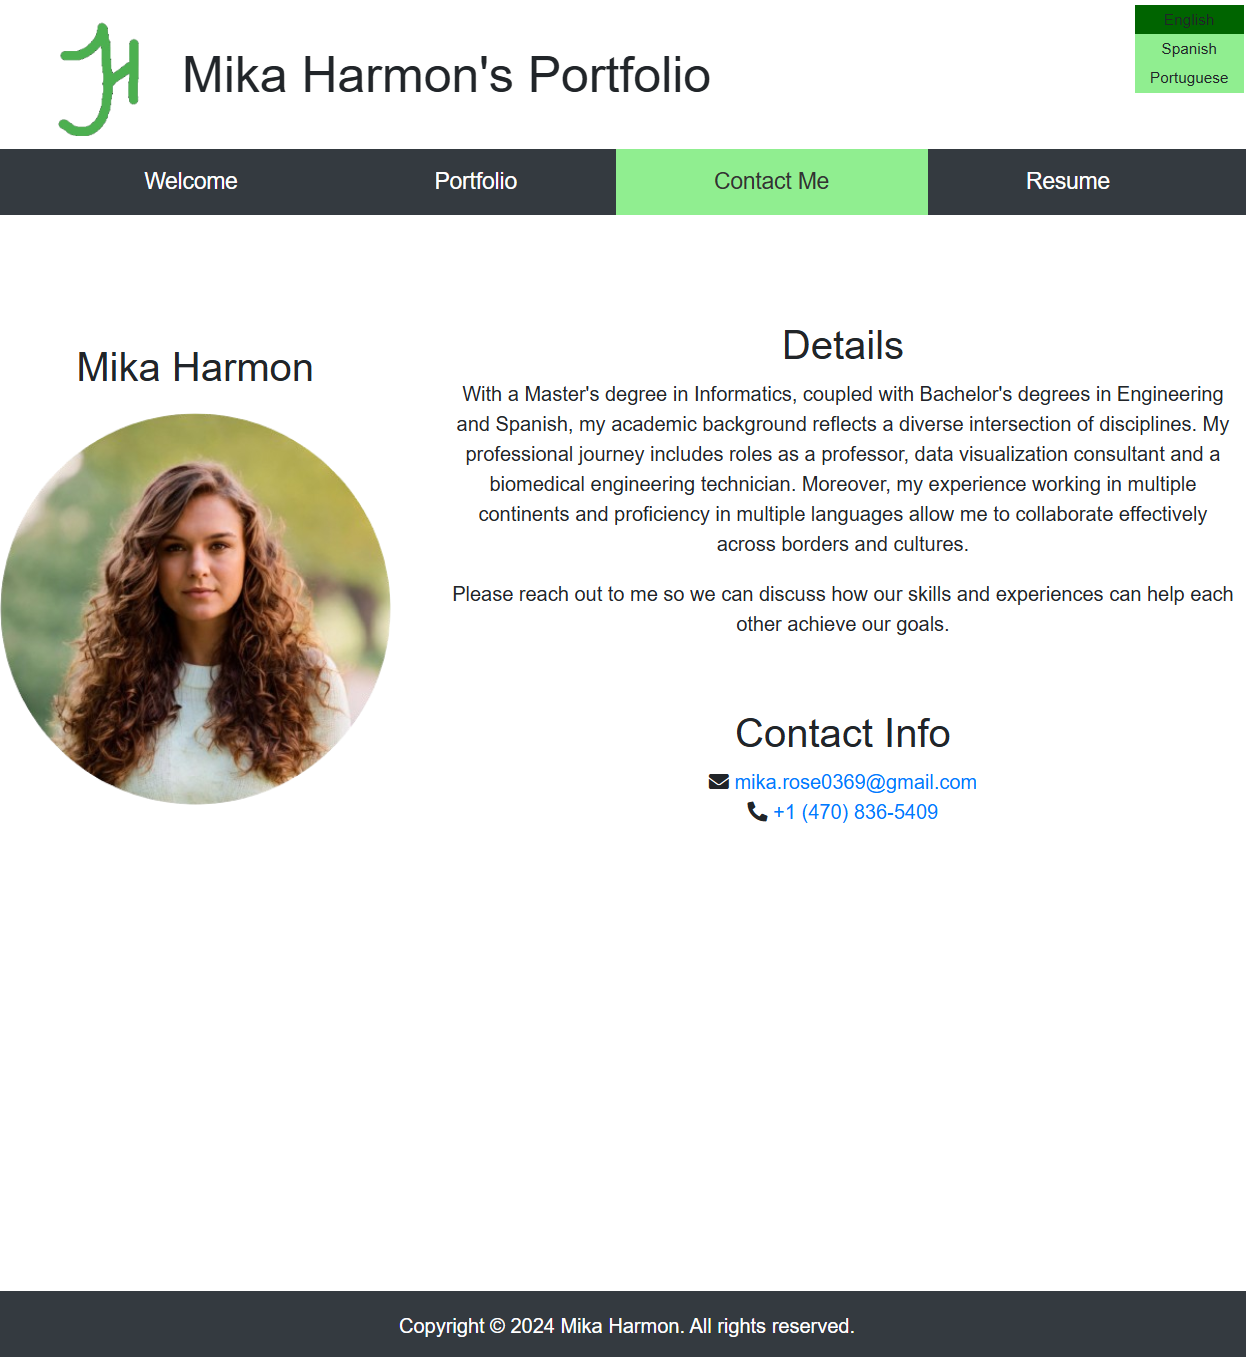 JH
Mika Harmon's Portfolio
English
Spanish
Portuguese
Welcome
Portfolio
Contact Me
Resume
Mika Harmon
Details
With a Master's degree in Informatics, coupled with Bachelor's degrees in Engineering
and Spanish, my academic background reflects a diverse intersection of disciplines. My
professional journey includes roles as a professor, data visualization consultant and a
biomedical engineering technician. Moreover, my experience working in multiple
continents and proficiency in multiple languages allow me to collaborate effectively
across borders and cultures.
Please reach out to me so we can discuss how our skills and experiences can help each
other achieve our goals.
Contact Info
mika.rose0369@gmail.com
+1 (470) 836-5409
Copyright © 2024 Mika Harmon. All rights reserved.